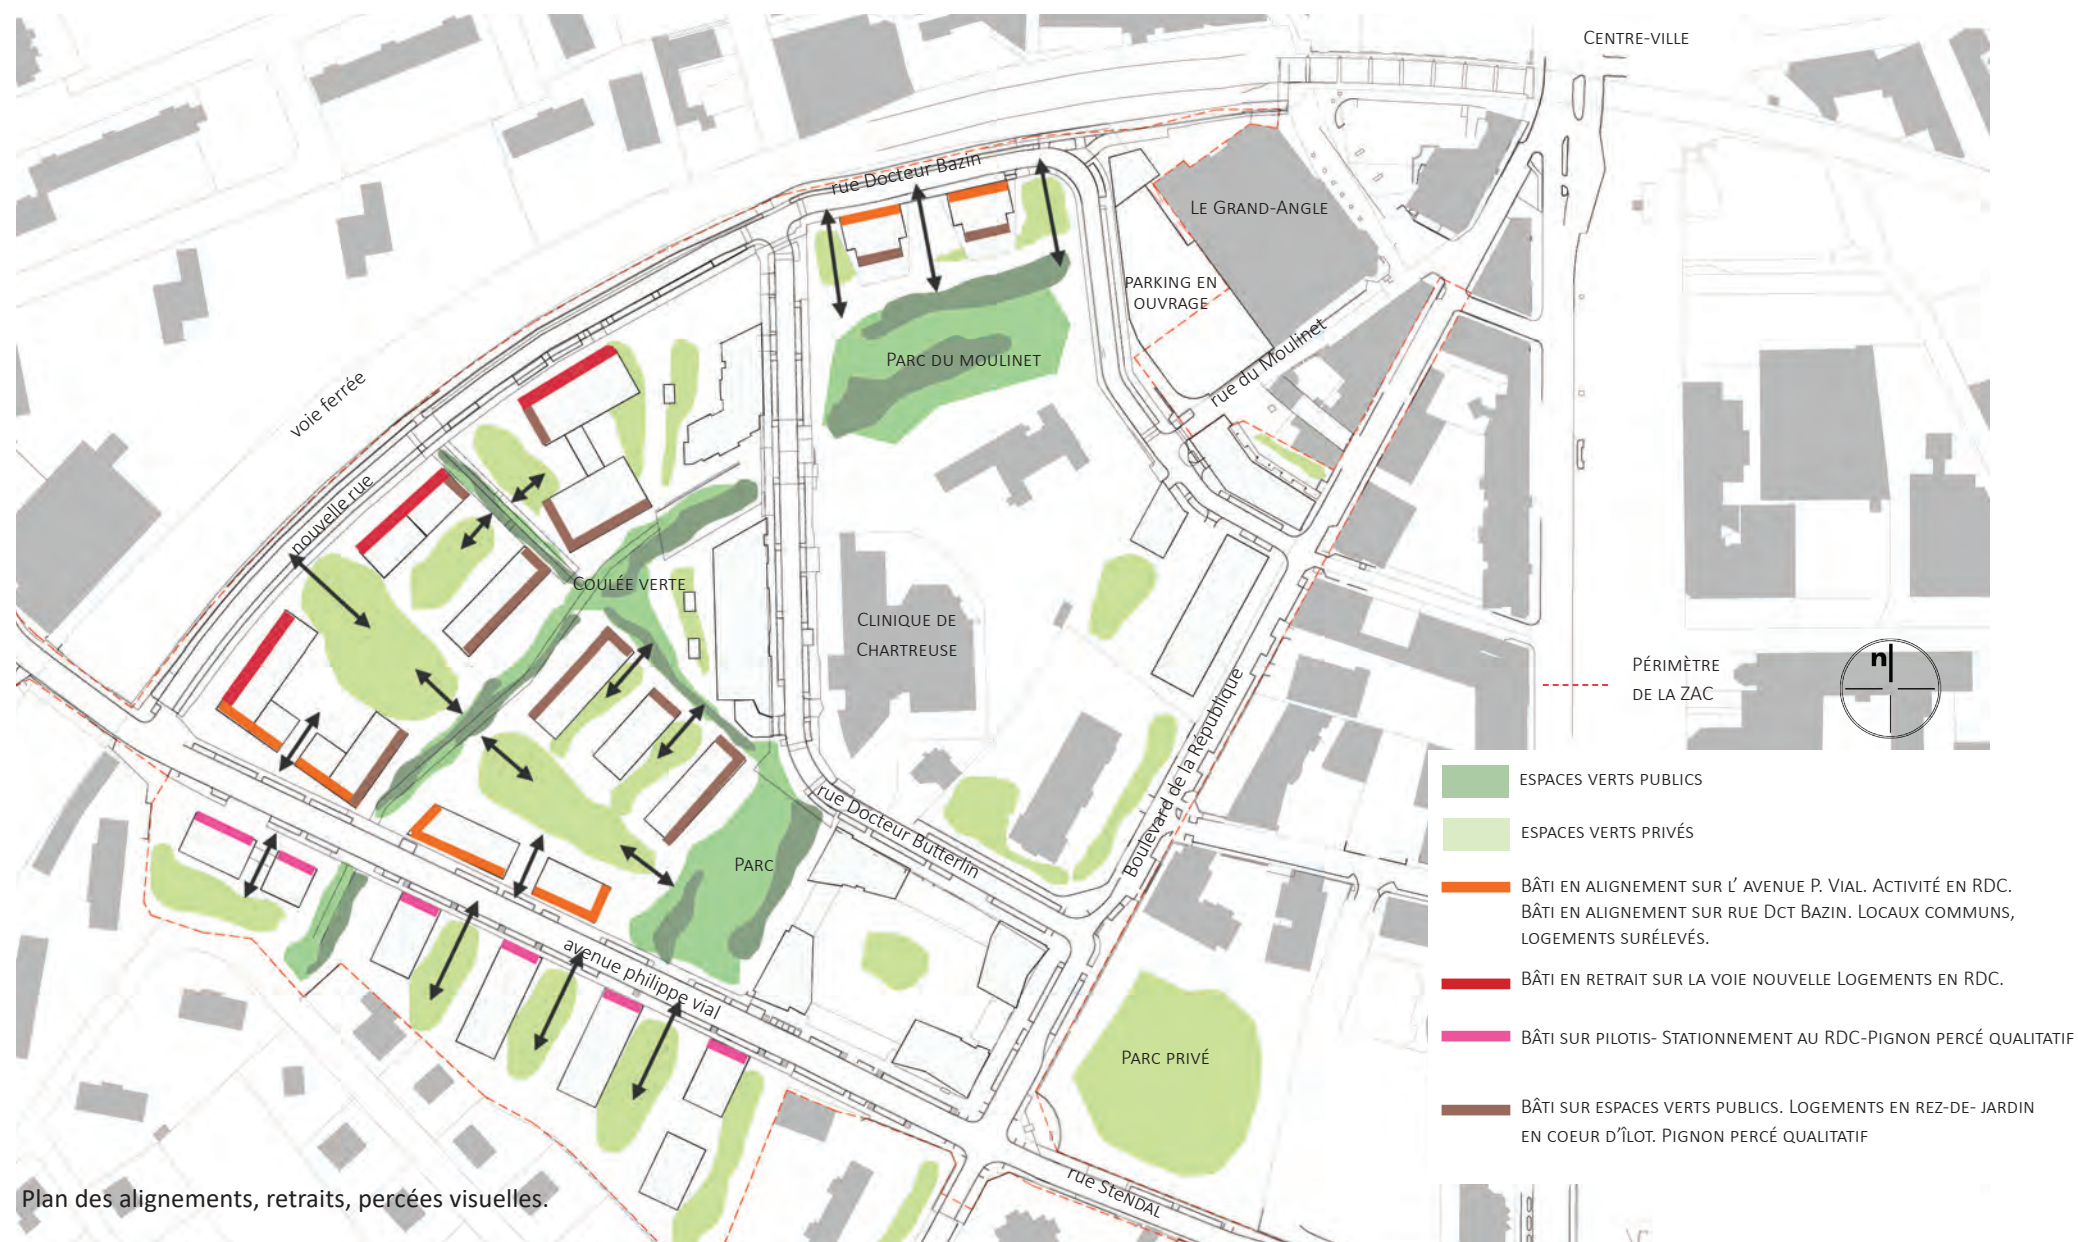 CENTRE-VILLE
rue Docteur Bazin
LE GRAND-ANGLE
PARKING EN
OUVRAGE
PARC DU MOULINET
rue du Moulinet
voie ferrée
nouvelle rue
COULÉE VERTE
CLINIQUE DE
CHARTREUSE
PÉRIMÈTRE
DE LA ZAC
n
Boulevard de la République
rue Docteur Butterlin
PARC
avenue philippe vial
PARC PRIVÉ
rue SteNDAL
ESPACES VERTS PUBLICS
ESPACES VERTS PRIVÉS
BÂTI EN ALIGNEMENT SUR L' AVENUE P. VIAL. ACTIVITÉ EN RDC.
BÂTI EN ALIGNEMENT SUR RUE DCT BAZIN. LOCAUX COMMUNS,
LOGEMENTS SURÉLEVÉS.
BÂTI EN RETRAIT SUR LA VOIE NOUVELLE LOGEMENTS EN RDC.
BÂTI SUR PILOTIS- STATIONNEMENT AU RDC-PIGNON PERCÉ QUALITATIF
BÂTI SUR ESPACES VERTS PUBLICS. LOGEMENTS EN REZ-DE- JARDIN
EN COEUR D'ÎLOT. PIGNON PERCÉ QUALITATIF
Plan des alignements, retraits, percées visuelles.